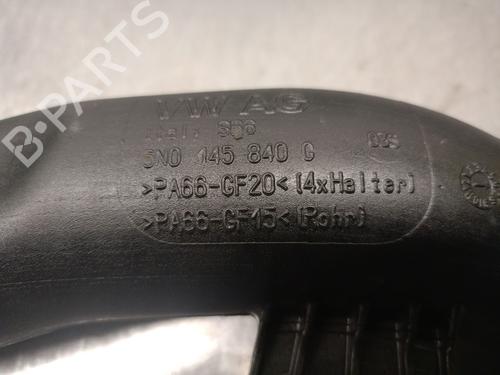 B-PARTS
VW AG
5N0 145 840 G
>PA66-GF20< (4xHalter)
>PA66-GF15< (Rohr)